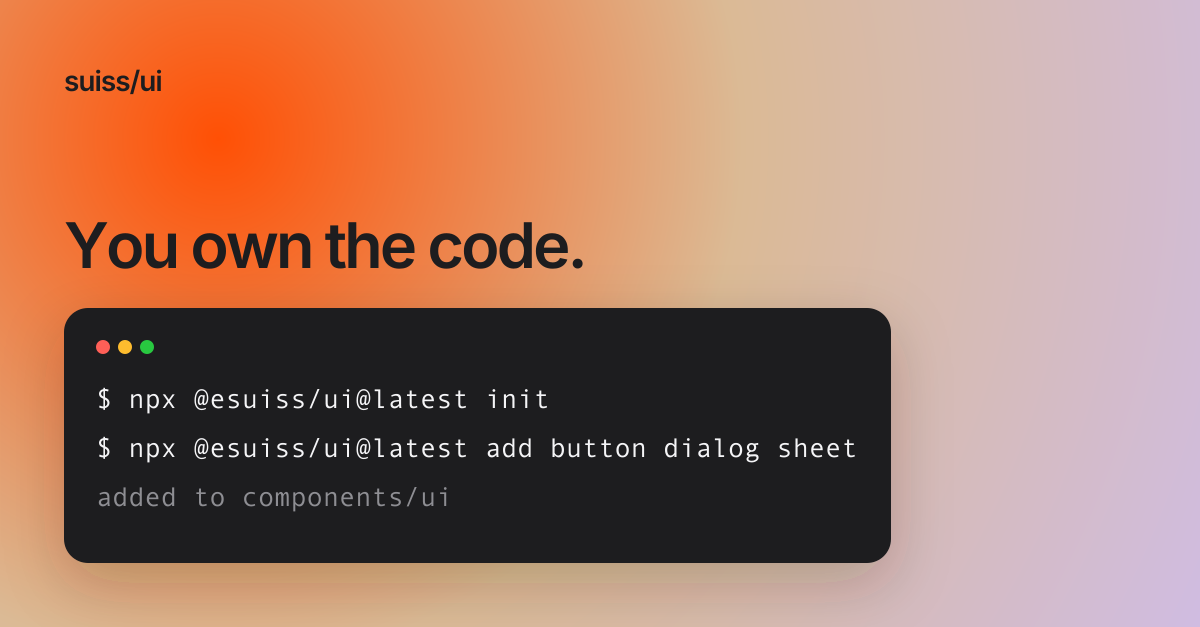 suiss/ui
You own the code.
$ npx @esuiss/ui@latest init
$ npx @esuiss/ui@latest add button dialog sheet
added to components/ui